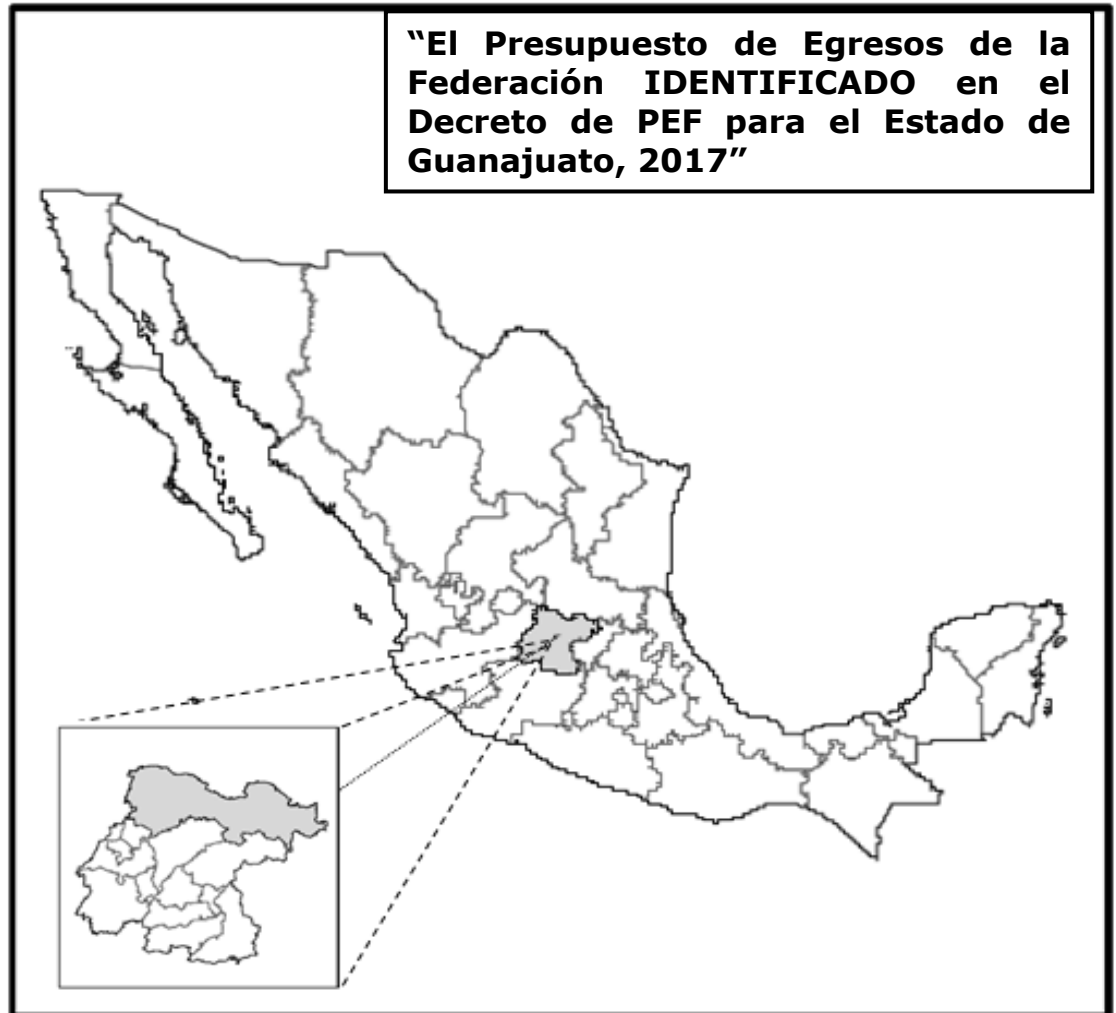 “El Presupuesto de Egresos de la
Federación IDENTIFICADO en el
Decreto de PEF para el Estado de
Guanajuato, 2017”